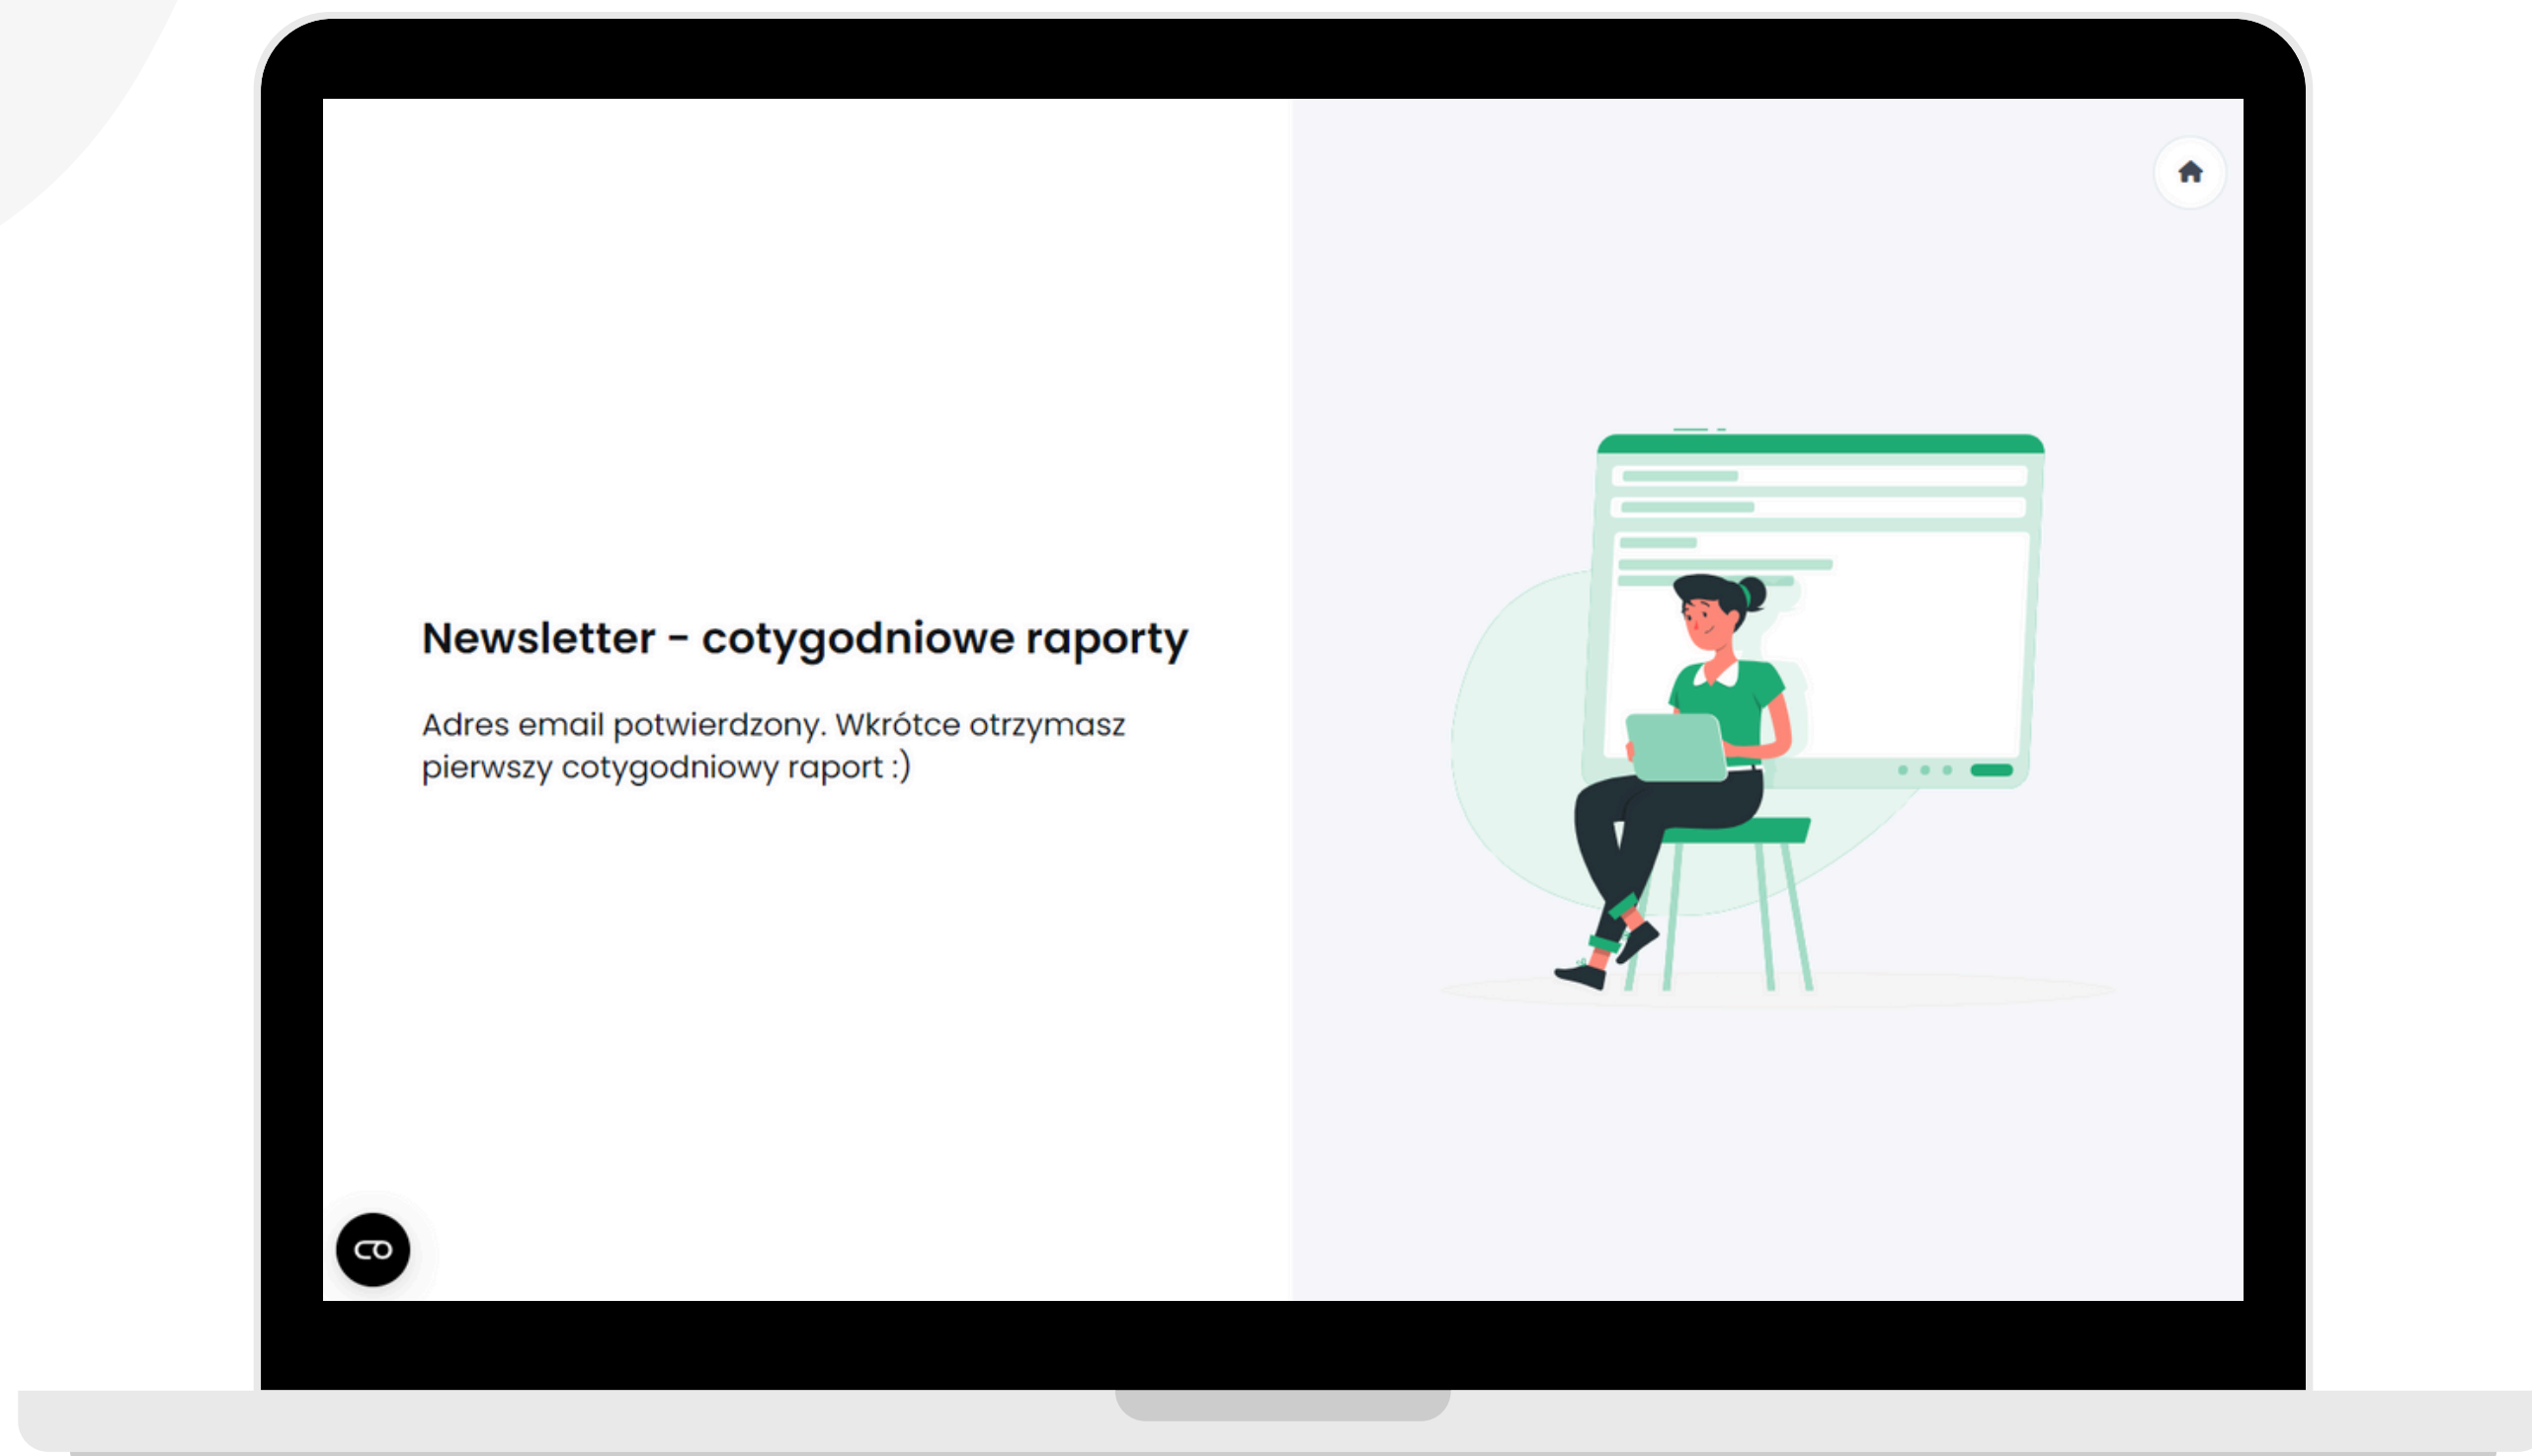 Newsletter - cotygodniowe raporty
Adres email potwierdzony. Wkrótce otrzymasz
pierwszy cotygodniowy raport :)